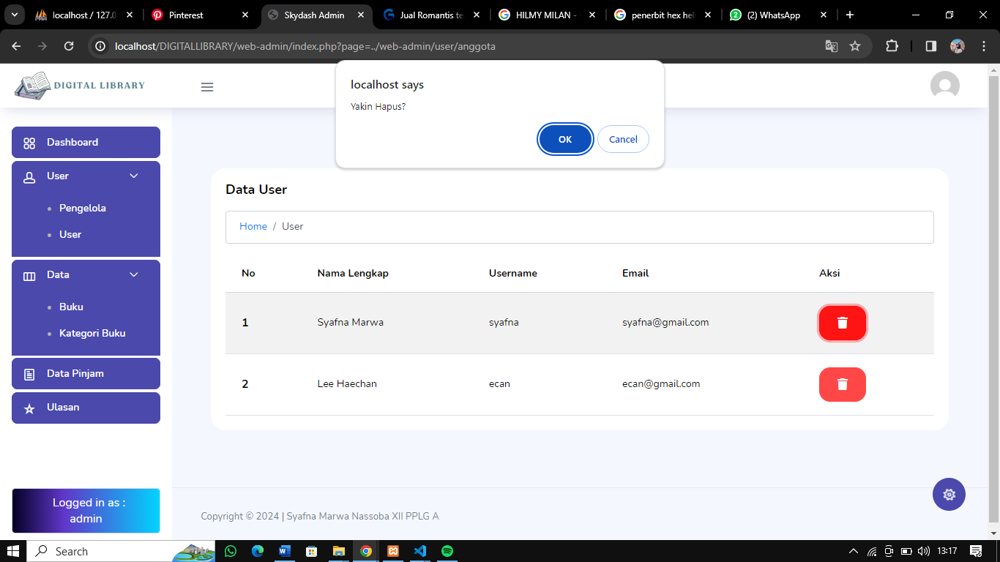 localhost / 127.0
Pinterest
Skydash Admin
Jual Romantis te
HILMY MILAN -
penerbit hex hel
(2) WhatsApp
localhost/DIGITALLIBRARY/web-admin/index.php?page=../web-admin/user/anggota
DIGITAL LIBRARY
localhost says
Yakin Hapus?
OK
Cancel
Dashboard
User
Pengelola
User
Data
Buku
Kategori Buku
Data Pinjam
Ulasan
Logged in as :
admin
Data User
Home / User
No Nama Lengkap Username Email Aksi
1 Syafna Marwa syafna syafna@gmail.com
2 Lee Haechan ecan ecan@gmail.com
Copyright © 2024 | Syafna Marwa Nassoba XII PPLG A
Search
13:17